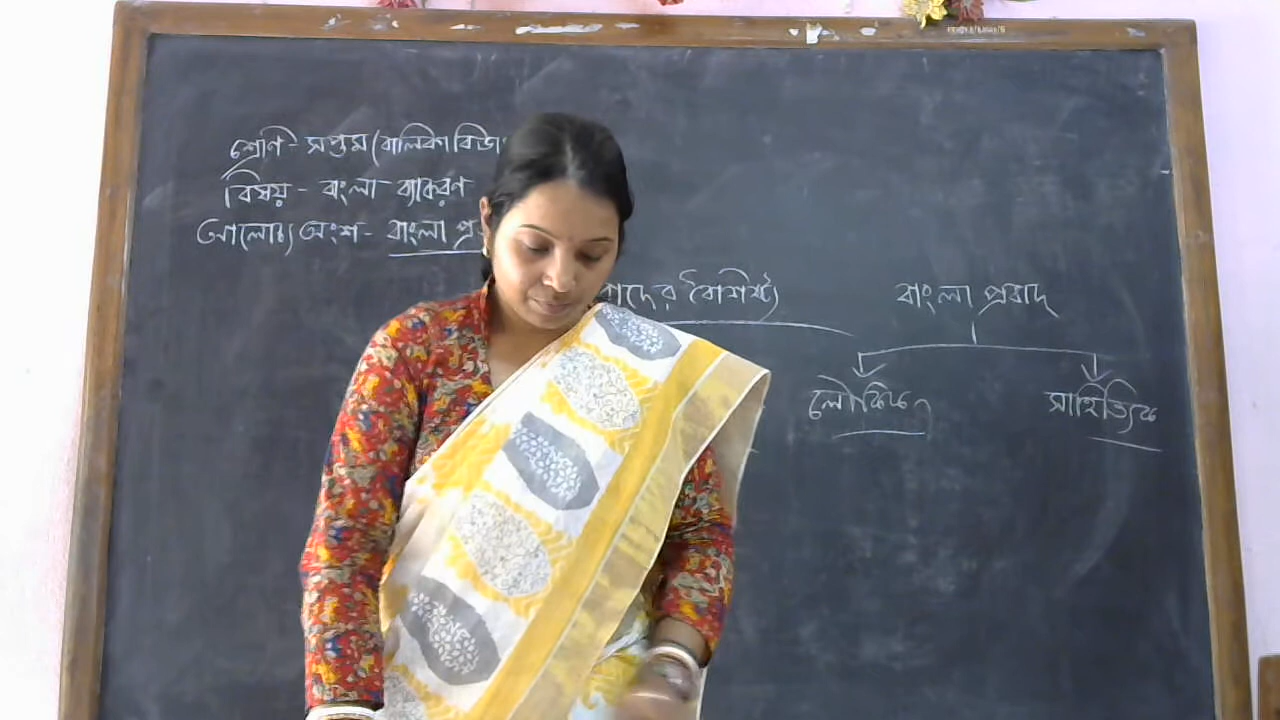 শ্রেণি - সপ্তম (বালিকা
বিষয় - বাংলা ব্যাকরণ
আলোচ্য অংশ - বাংলা
বৈশিষ্ট্য
বাংলা প্রবাদ
লৌকিক
সাহিত্যিক